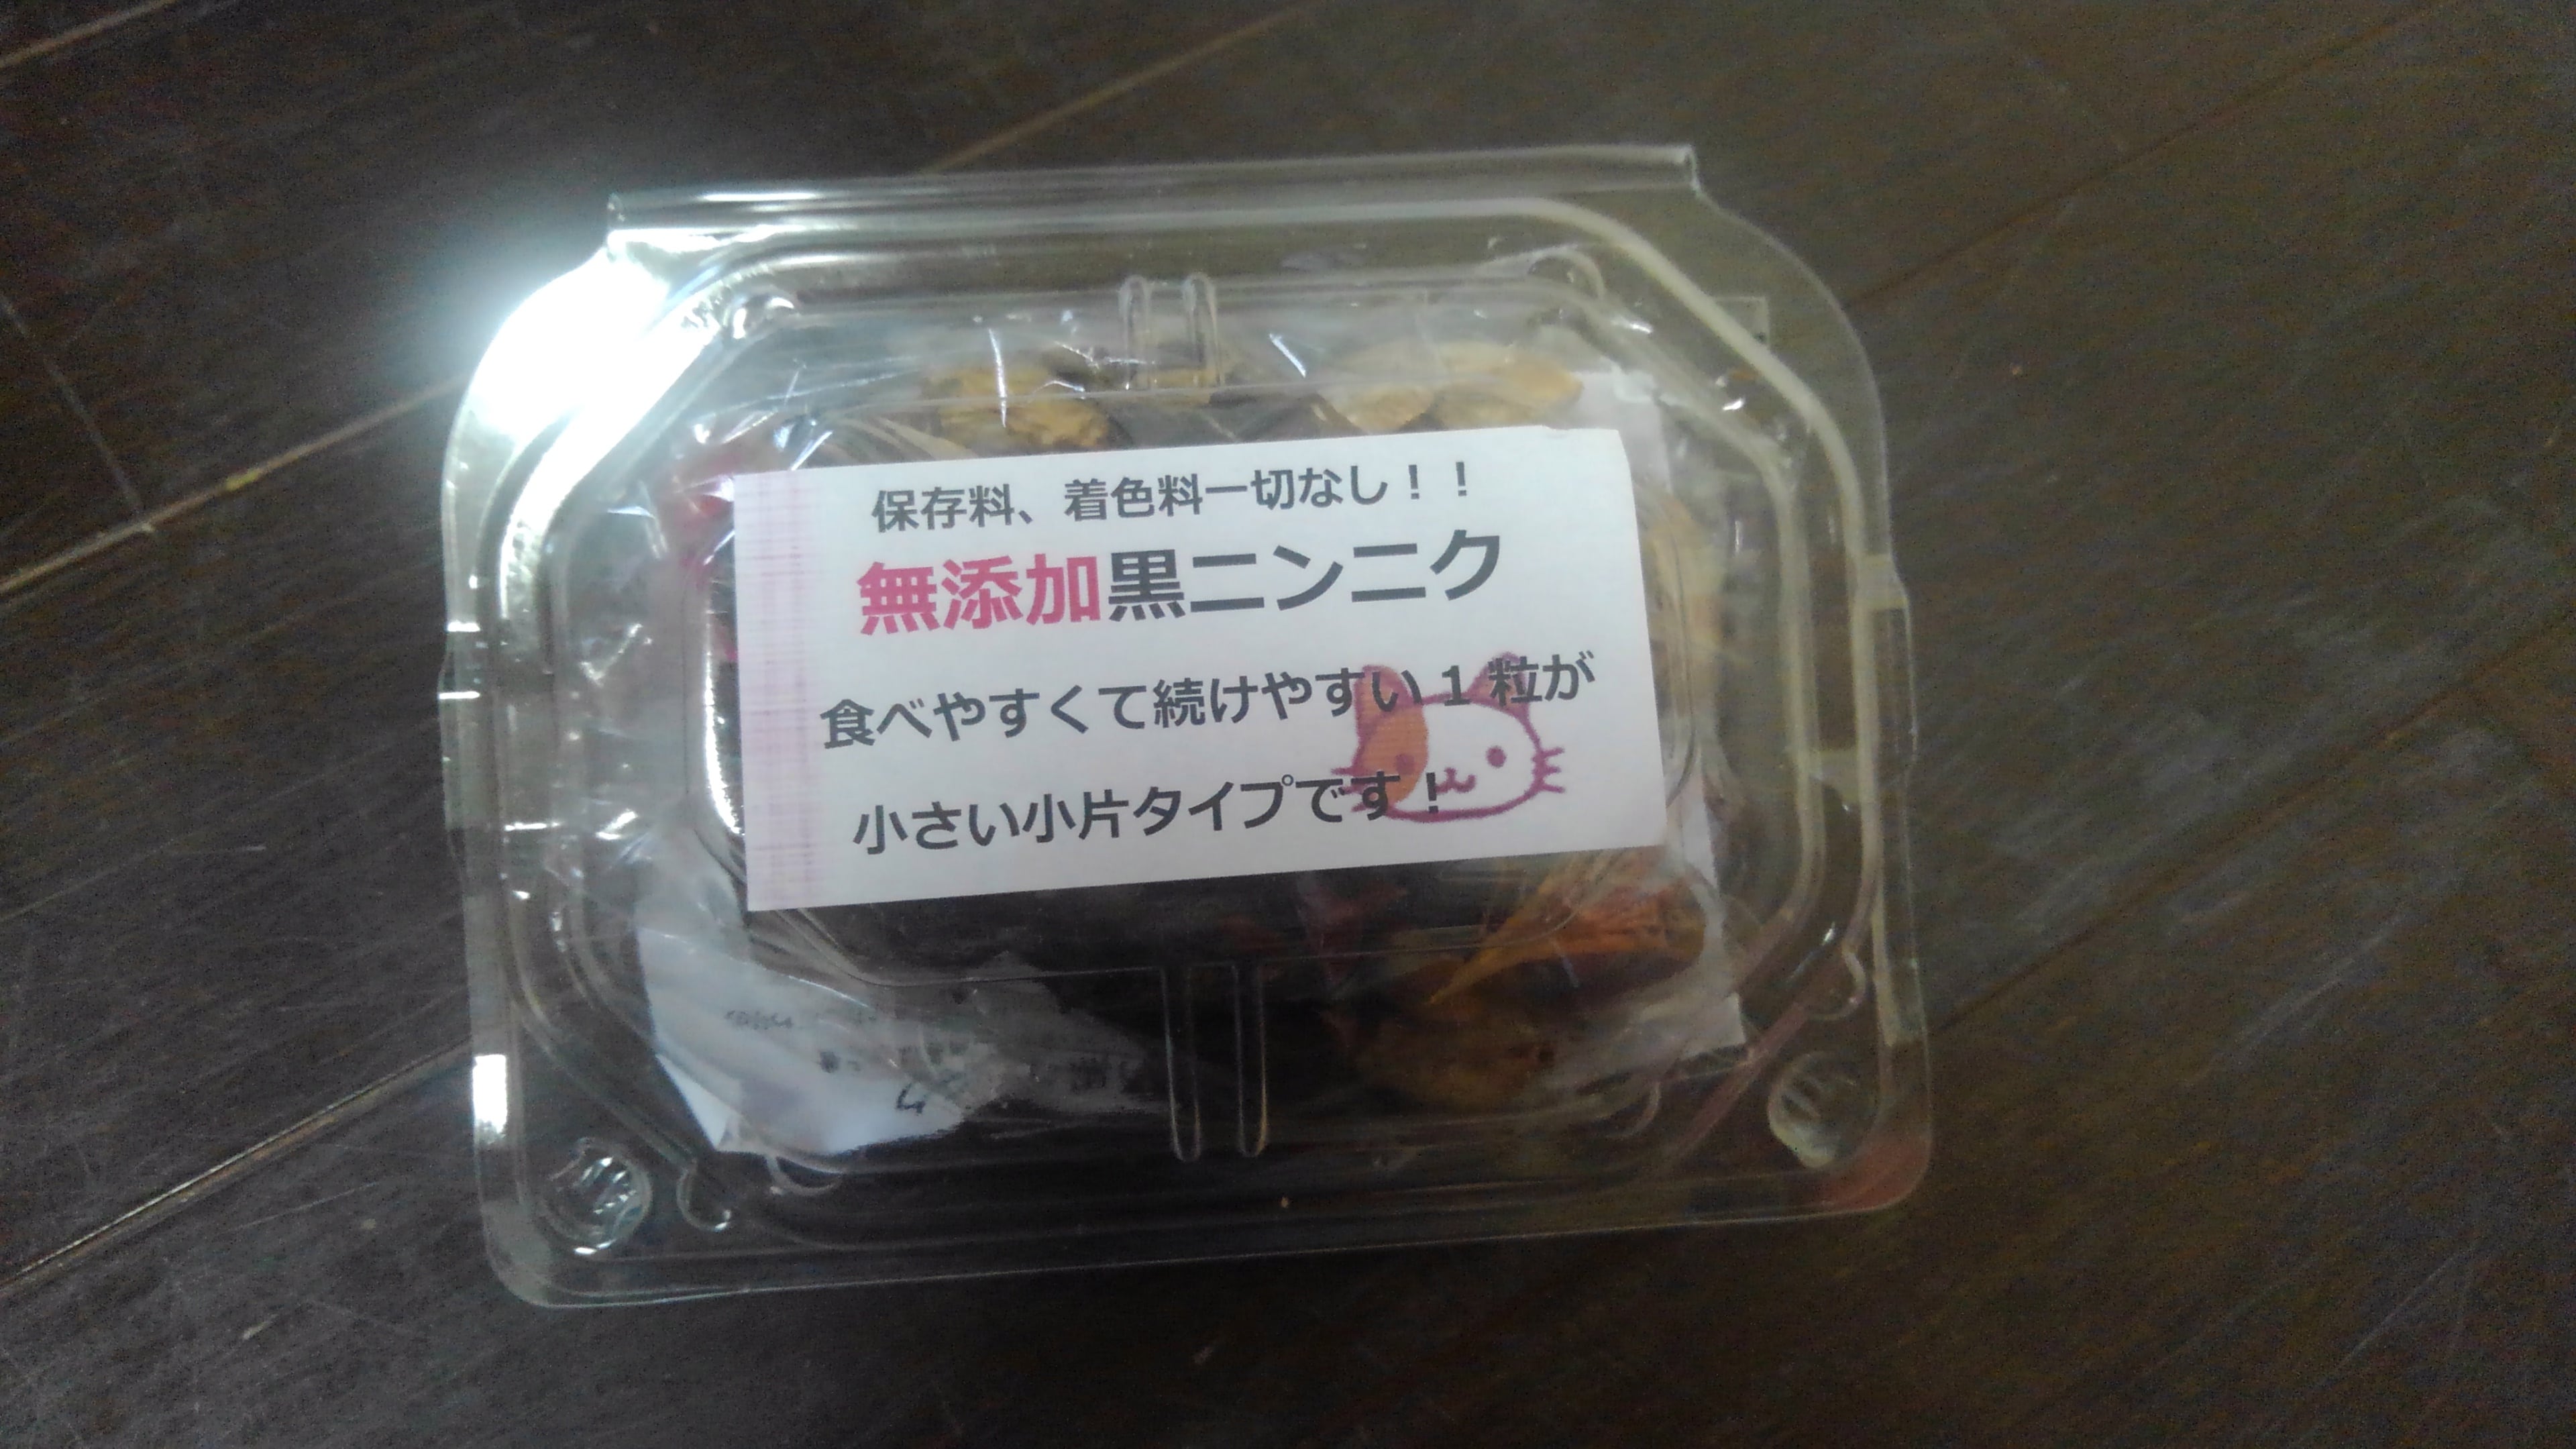 保存料、着色料一切なし！！
無添加黒ニンニク
食べやすくて続けやすい１粒が
小さい小片タイプです！